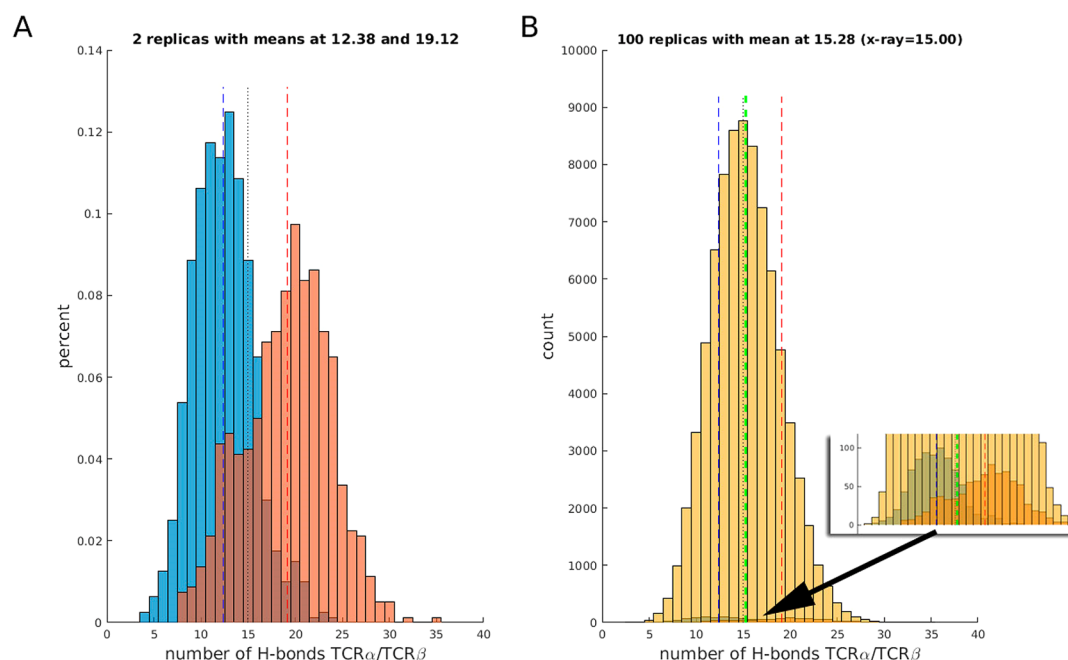 A
2 replicas with means at 12.38 and 19.12
0.14
0.12
0.1
0.08
0.06
0.04
0.02
0
percent
0 5 10 15 20 25 30 35 40
number of H-bonds TCRα/TCRβ
B
100 replicas with mean at 15.28 (x-ray=15.00)
10000
9000
8000
7000
6000
5000
4000
3000
2000
1000
0
count
0 5 10 15 20 25 30 35 40
number of H-bonds TCRα/TCRβ
100
50
0